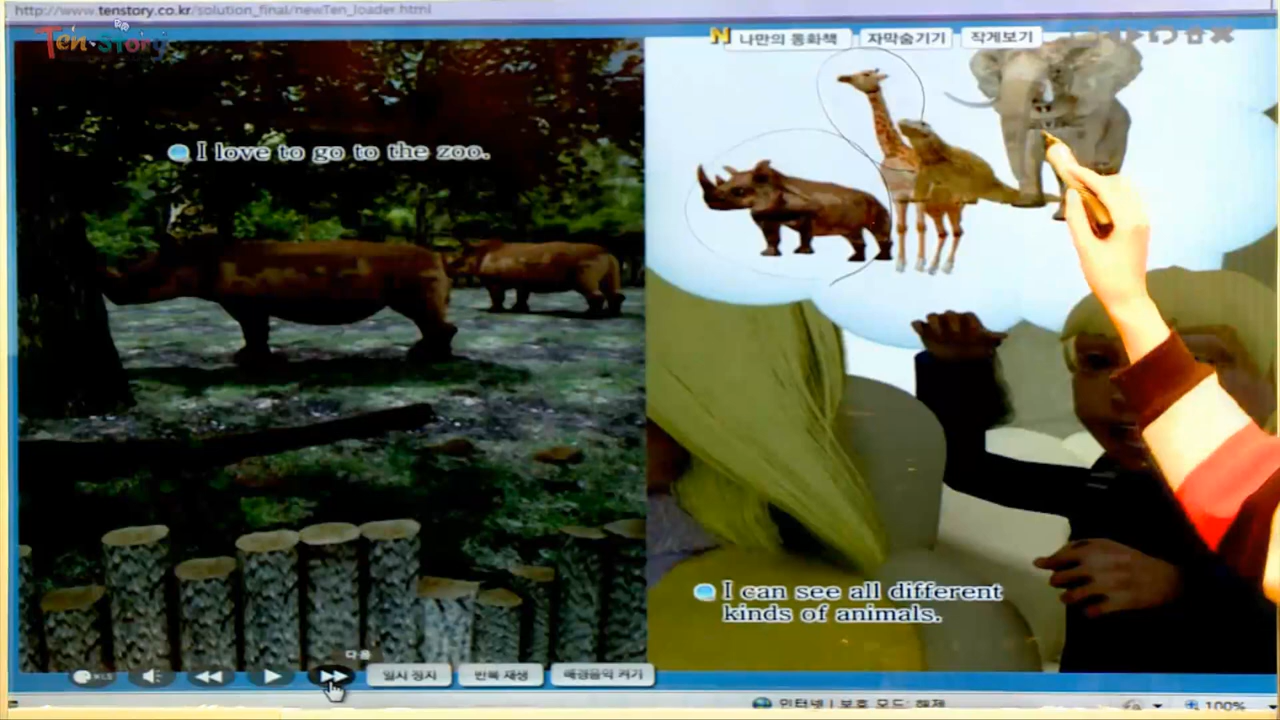 http://www.tenstory.co.kr/solution_final/newTen_loader.html
Ten Story
N 나만의 동화책 자막숨기기 작게보기
I love to go to the zoo.
I can see all different
kinds of animals.
다음
일시 정지 반복 재생 배경음악 켜기
인터넷 | 보호 모드: 해제
100%